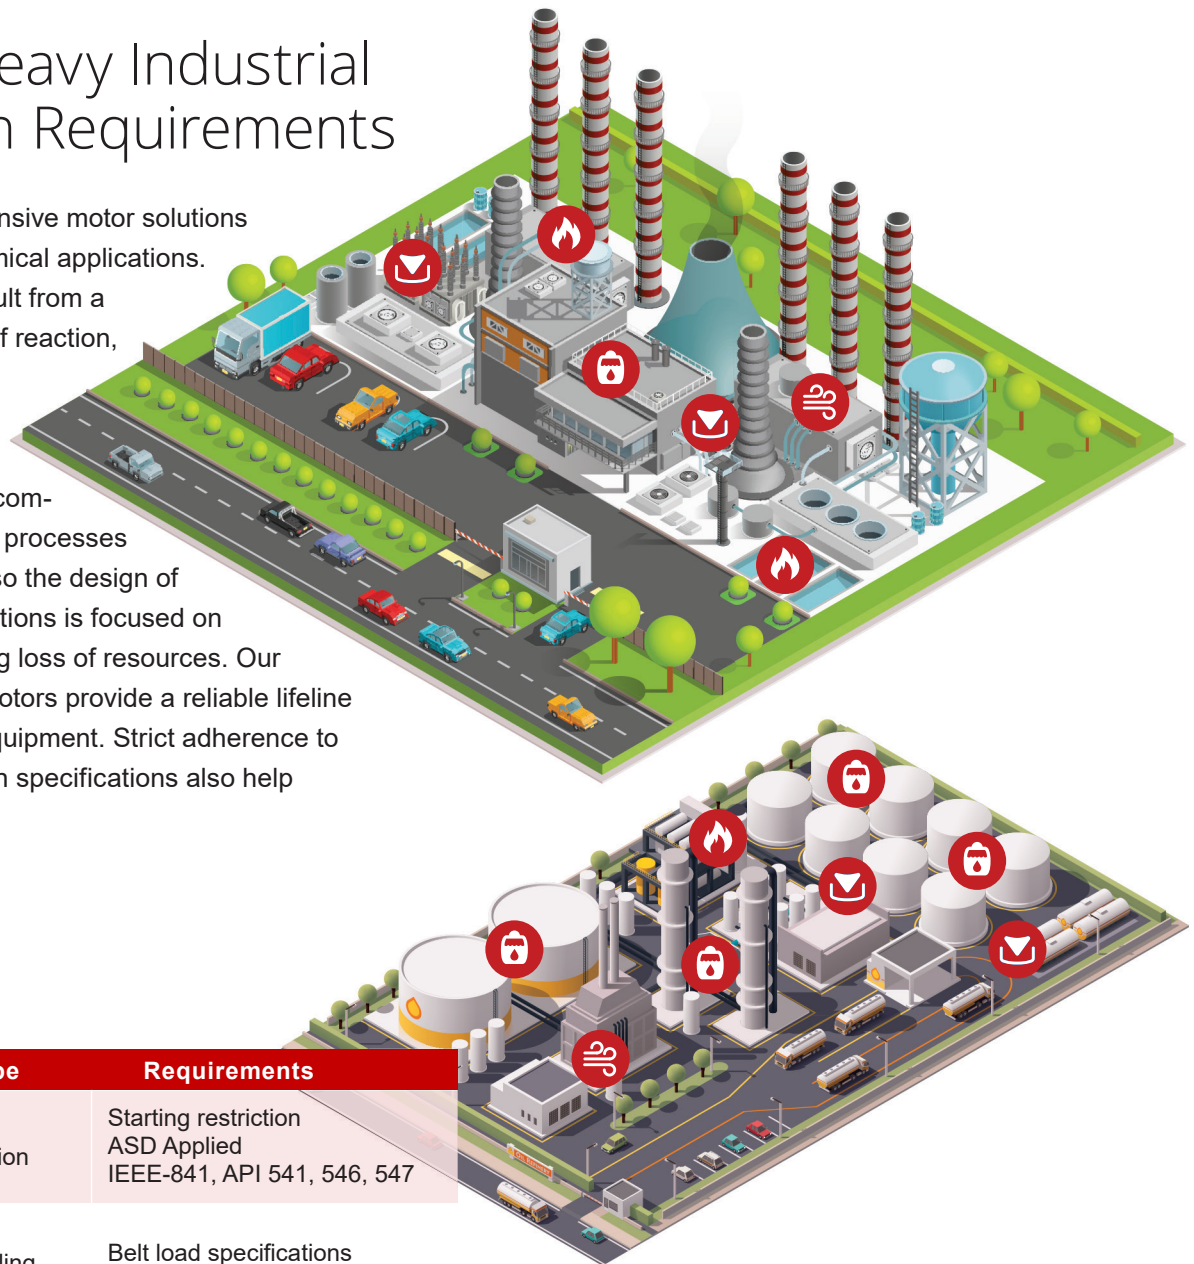 eavy Industrial
n Requirements
nsive motor solutions
nical applications.
ult from a
f reaction,
com-
processes
so the design of
tions is focused on
g loss of resources. Our
otors provide a reliable lifeline
quipment. Strict adherence to
n specifications also help
pe Requirements
Starting restriction
ASD Applied
ion
IEEE-841, API 541, 546, 547
Belt load specifications
ling